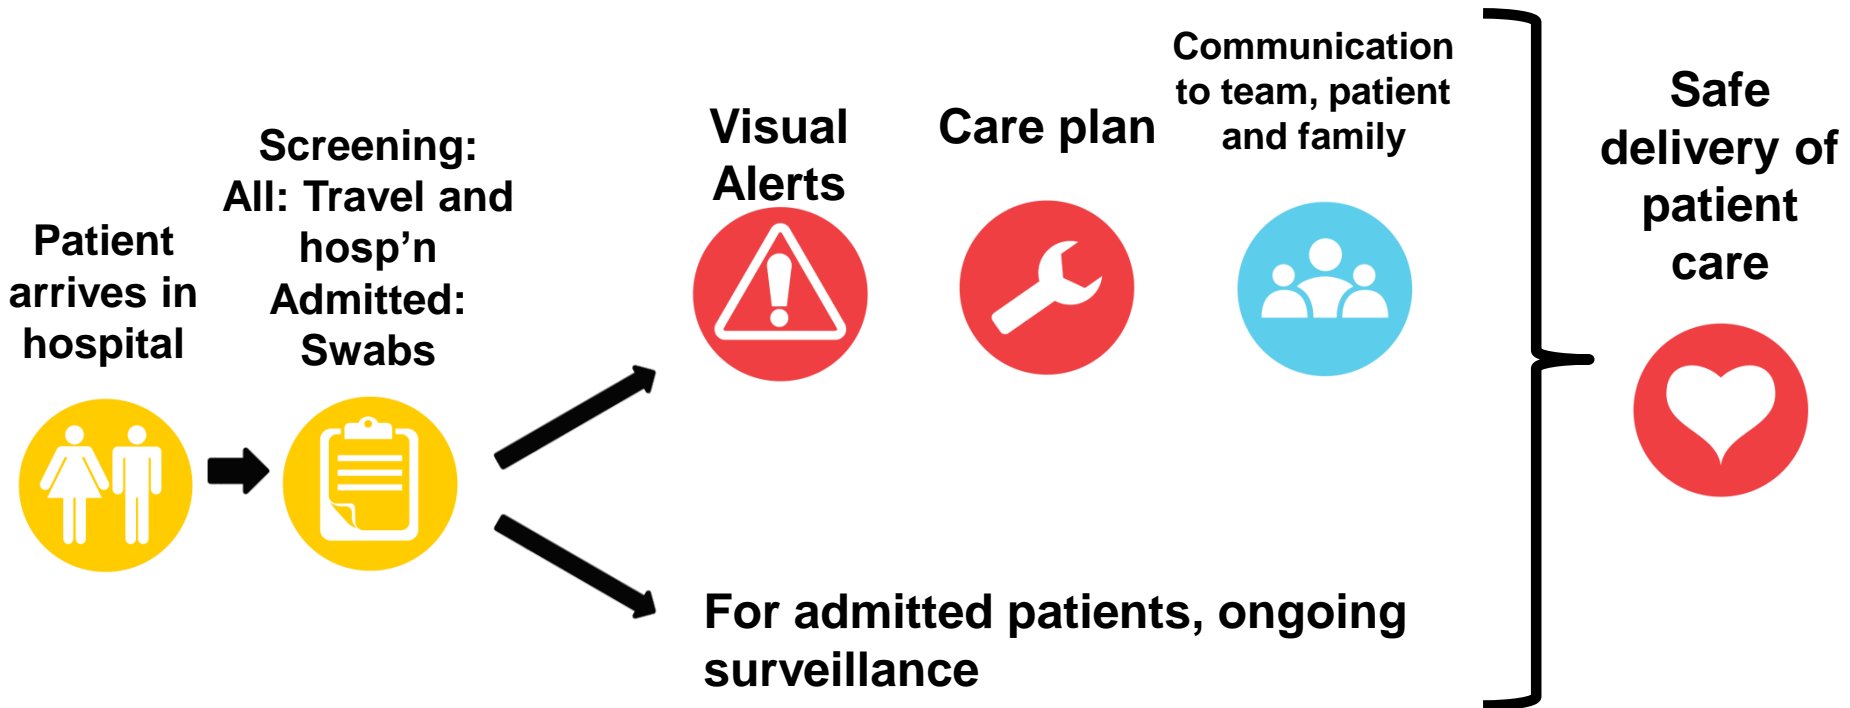 Patient
arrives in
hospital
Screening:
All: Travel and
hosp’n
Admitted:
Swabs
Visual
Alerts
Care plan
Communication
to team, patient
and family
For admitted patients, ongoing
surveillance
Safe
delivery of
patient
care